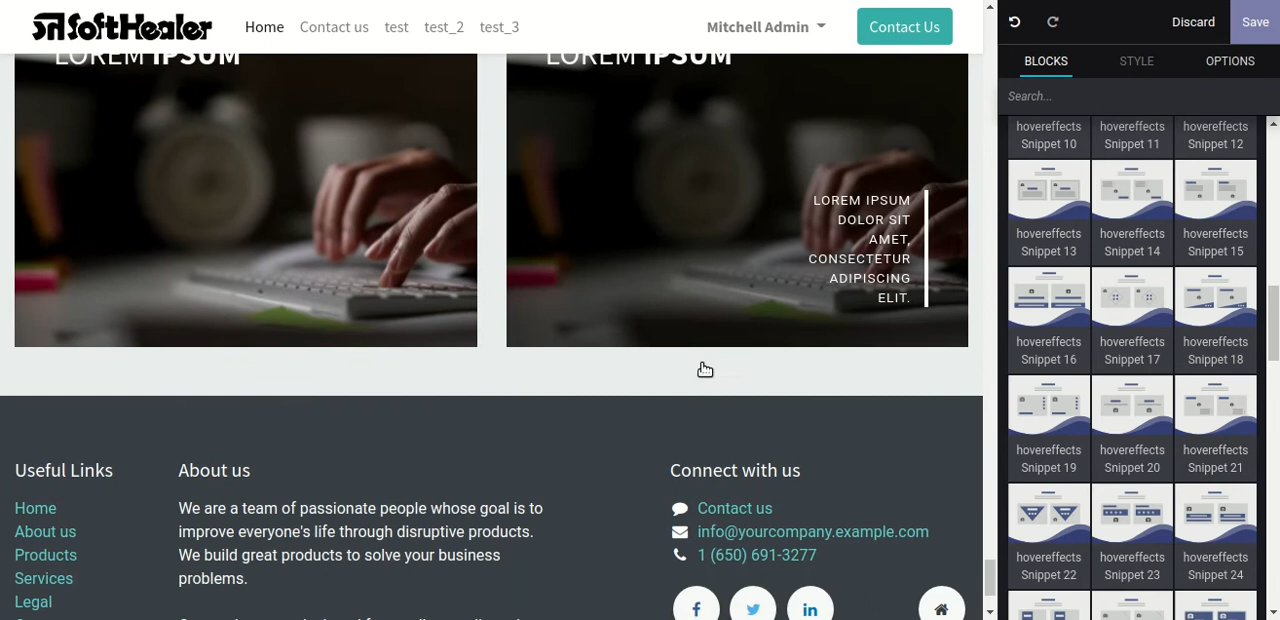 SoftHealer Home Contact us test test_2 test_3 Mitchell Admin Contact Us
Discard Save
BLOCKS STYLE OPTIONS
Search...
LOREM IPSUM LOREM IPSUM
LOREM IPSUM
DOLOR SIT
AMET,
CONSECTETUR
ADIPISCING
ELIT.
hovereffects hovereffects hovereffects
Snippet 10 Snippet 11 Snippet 12
hovereffects hovereffects hovereffects
Snippet 13 Snippet 14 Snippet 15
hovereffects hovereffects hovereffects
Snippet 16 Snippet 17 Snippet 18
hovereffects hovereffects hovereffects
Snippet 19 Snippet 20 Snippet 21
hovereffects hovereffects hovereffects
Snippet 22 Snippet 23 Snippet 24
Useful Links
Home
About us
Products
Services
Legal
About us
We are a team of passionate people whose goal is to
improve everyone's life through disruptive products.
We build great products to solve your business
problems.
Connect with us
Contact us
info@yourcompany.example.com
1 (650) 691-3277